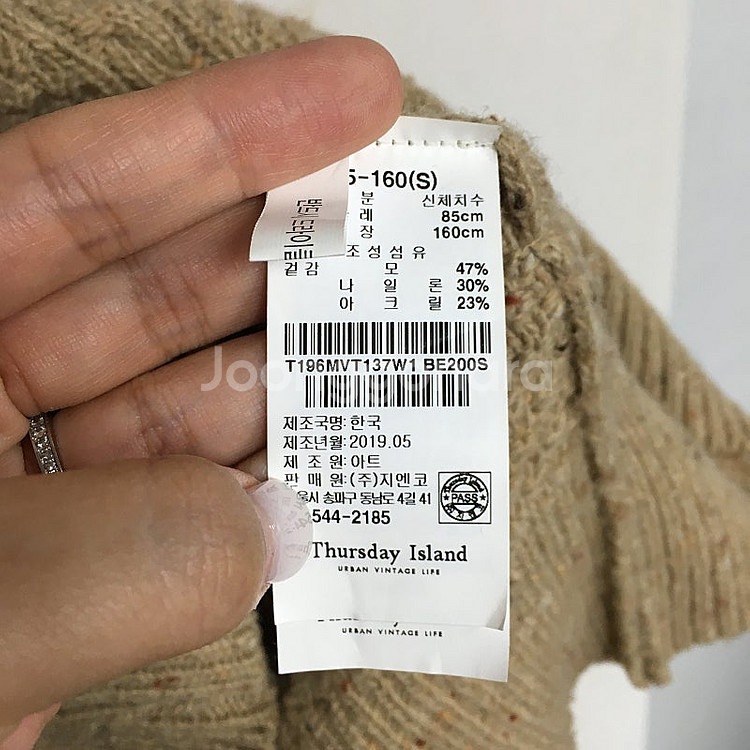 5-160(S)
분 신체치수
레 85cm
장 160cm
조성섬유
겉감 모 47%
나일론 30%
아크릴 23%
T196MVT137W1 BE200S
Joonggonara
제조국명:한국
제조년월:2019.05
제조원:아트
판매원:(주)지엔코
울시 송파구 동남로 4길 41
544-2185
PASS
Thursday Island
URBAN VINTAGE LIFE
URBAN VINTAGE LIFE